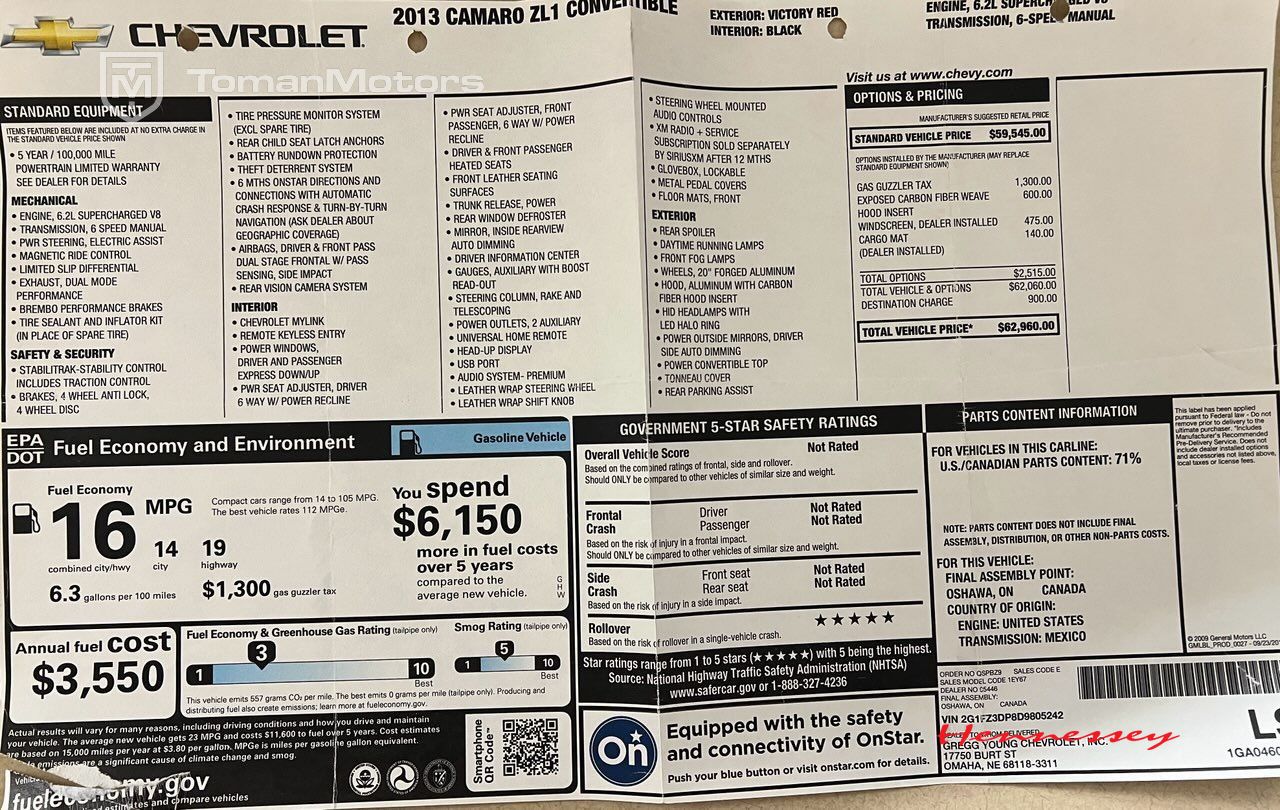 CHEVROLET
2013 CAMARO ZL1 CONVERTIBLE
EXTERIOR: VICTORY RED
INTERIOR: BLACK
ENGINE, 6.2L SUPERCHARGED V8
TRANSMISSION, 6-SPEED MANUAL
TM TomanMotors
Visit us at www.chevy.com
STANDARD EQUIPMENT
ITEMS FEATURED BELOW ARE INCLUDED AT NO EXTRA CHARGE IN
THE STANDARD VEHICLE PRICE SHOWN
• 5 YEAR / 100,000 MILE
POWERTRAIN LIMITED WARRANTY
SEE DEALER FOR DETAILS
MECHANICAL
• ENGINE, 6.2L SUPERCHARGED V8
• TRANSMISSION, 6 SPEED MANUAL
• PWR STEERING, ELECTRIC ASSIST
• MAGNETIC RIDE CONTROL
• LIMITED SLIP DIFFERENTIAL
• EXHAUST, DUAL MODE
PERFORMANCE
• BREMBO PERFORMANCE BRAKES
• TIRE SEALANT AND INFLATOR KIT
(IN PLACE OF SPARE TIRE)
SAFETY & SECURITY
• STABILITRAK-STABILITY CONTROL
INCLUDES TRACTION CONTROL
• BRAKES, 4 WHEEL ANTI LOCK,
4 WHEEL DISC
• TIRE PRESSURE MONITOR SYSTEM
(EXCL SPARE TIRE)
• REAR CHILD SEAT LATCH ANCHORS
• BATTERY RUNDOWN PROTECTION
• THEFT DETERRENT SYSTEM
• 6 MTHS ONSTAR DIRECTIONS AND
CONNECTIONS WITH AUTOMATIC
CRASH RESPONSE & TURN-BY-TURN
NAVIGATION (ASK DEALER ABOUT
GEOGRAPHIC COVERAGE)
• AIRBAGS, DRIVER & FRONT PASS
DUAL STAGE FRONTAL W/ PASS
SENSING, SIDE IMPACT
• REAR VISION CAMERA SYSTEM
INTERIOR
• CHEVROLET MYLINK
• REMOTE KEYLESS ENTRY
• POWER WINDOWS,
DRIVER AND PASSENGER
EXPRESS DOWN/UP
• PWR SEAT ADJUSTER, DRIVER
6 WAY W/ POWER RECLINE
• PWR SEAT ADJUSTER, FRONT
PASSENGER, 6 WAY W/ POWER
RECLINE
• DRIVER & FRONT PASSENGER
HEATED SEATS
• FRONT LEATHER SEATING
SURFACES
• TRUNK RELEASE, POWER
• REAR WINDOW DEFROSTER
• MIRROR, INSIDE REARVIEW
AUTO DIMMING
• DRIVER INFORMATION CENTER
• GAUGES, AUXILIARY WITH BOOST
READ-OUT
• STEERING COLUMN, RAKE AND
TELESCOPING
• POWER OUTLETS, 2 AUXILIARY
• UNIVERSAL HOME REMOTE
• HEAD-UP DISPLAY
• USB PORT
• AUDIO SYSTEM- PREMIUM
• LEATHER WRAP STEERING WHEEL
• LEATHER WRAP SHIFT KNOB
• STEERING WHEEL MOUNTED
AUDIO CONTROLS
• XM RADIO + SERVICE
SUBSCRIPTION SOLD SEPARATELY
BY SIRIUSXM AFTER 12 MTHS
• GLOVEBOX, LOCKABLE
• METAL PEDAL COVERS
• FLOOR MATS, FRONT
EXTERIOR
• REAR SPOILER
• DAYTIME RUNNING LAMPS
• FRONT FOG LAMPS
• WHEELS, 20" FORGED ALUMINUM
• HOOD, ALUMINUM WITH CARBON
FIBER HOOD INSERT
• HID HEADLAMPS WITH
LED HALO RING
• POWER OUTSIDE MIRRORS, DRIVER
SIDE AUTO DIMMING
• POWER CONVERTIBLE TOP
• TONNEAU COVER
• REAR PARKING ASSIST
OPTIONS & PRICING
MANUFACTURER'S SUGGESTED RETAIL PRICE
STANDARD VEHICLE PRICE $59,545.00
OPTIONS INSTALLED BY THE MANUFACTURER (MAY REPLACE
STANDARD EQUIPMENT SHOWN)
GAS GUZZLER TAX 1,300.00
EXPOSED CARBON FIBER WEAVE 600.00
HOOD INSERT
WINDSCREEN, DEALER INSTALLED 475.00
CARGO MAT 140.00
(DEALER INSTALLED)
TOTAL OPTIONS $2,515.00
TOTAL VEHICLE & OPTIONS $62,060.00
DESTINATION CHARGE 900.00
TOTAL VEHICLE PRICE* $62,960.00
EPA
DOT Fuel Economy and Environment
Gasoline Vehicle
Fuel Economy
16 MPG
combined city/hwy
14
city
19
highway
Compact cars range from 14 to 105 MPG.
The best vehicle rates 112 MPGe.
6.3 gallons per 100 miles
$1,300 gas guzzler tax
You spend
$6,150
more in fuel costs
over 5 years
compared to the
average new vehicle.
G
H
W
Annual fuel cost
$3,550
Fuel Economy & Greenhouse Gas Rating (tailpipe only)
3
1 10
Best
Smog Rating (tailpipe only)
5
1 10
Best
This vehicle emits 557 grams CO2 per mile. The best emits 0 grams per mile (tailpipe only). Producing and
distributing fuel also create emissions; learn more at fueleconomy.gov.
Actual results will vary for many reasons, including driving conditions and how you drive and maintain
your vehicle. The average new vehicle gets 23 MPG and costs $11,600 to fuel over 5 years. Cost estimates
are based on 15,000 miles per year at $3.80 per gallon. MPGe is miles per gasoline gallon equivalent.
emissions are a significant cause of climate change and smog.
fueleconomy.gov
estimates and compare vehicles
Smartphone
QR Code™
GOVERNMENT 5-STAR SAFETY RATINGS
Overall Vehicle Score Not Rated
Based on the combined ratings of frontal, side and rollover.
Should ONLY be compared to other vehicles of similar size and weight.
Frontal
Crash
Driver Not Rated
Passenger Not Rated
Based on the risk of injury in a frontal impact.
Should ONLY be compared to other vehicles of similar size and weight.
Side
Crash
Front seat Not Rated
Rear seat Not Rated
Based on the risk of injury in a side impact.
Rollover ★★★★★
Based on the risk of rollover in a single-vehicle crash.
Star ratings range from 1 to 5 stars (★★★★★) with 5 being the highest.
Source: National Highway Traffic Safety Administration (NHTSA)
www.safercar.gov or 1-888-327-4236
On
Equipped with the safety
and connectivity of OnStar.
Push your blue button or visit onstar.com for details.
PARTS CONTENT INFORMATION
FOR VEHICLES IN THIS CARLINE:
U.S./CANADIAN PARTS CONTENT: 71%
NOTE: PARTS CONTENT DOES NOT INCLUDE FINAL
ASSEMBLY, DISTRIBUTION, OR OTHER NON-PARTS COSTS.
FOR THIS VEHICLE:
FINAL ASSEMBLY POINT:
OSHAWA, ON CANADA
COUNTRY OF ORIGIN:
ENGINE: UNITED STATES
TRANSMISSION: MEXICO
This label has been applied
pursuant to Federal law - Do not
remove prior to delivery to the
ultimate purchaser. *Includes
Manufacturer's Recommended
Pre-Delivery Service. Does not
include dealer installed options
and accessories not listed above,
local taxes or license fees.
© 2009 General Motors LLC
GMLBL_PROD_0027 - 09/23/20
ORDER NO QSPBZ9 SALES CODE E
SALES MODEL CODE 1EY67
DEALER NO C5446
FINAL ASSEMBLY:
OSHAWA, ON CANADA
VIN 2G1FZ3DP8D9805242
Hennessey
GREGG YOUNG CHEVROLET, INC.
17750 BURT ST
OMAHA, NE 68118-3311
LS
1GA0460